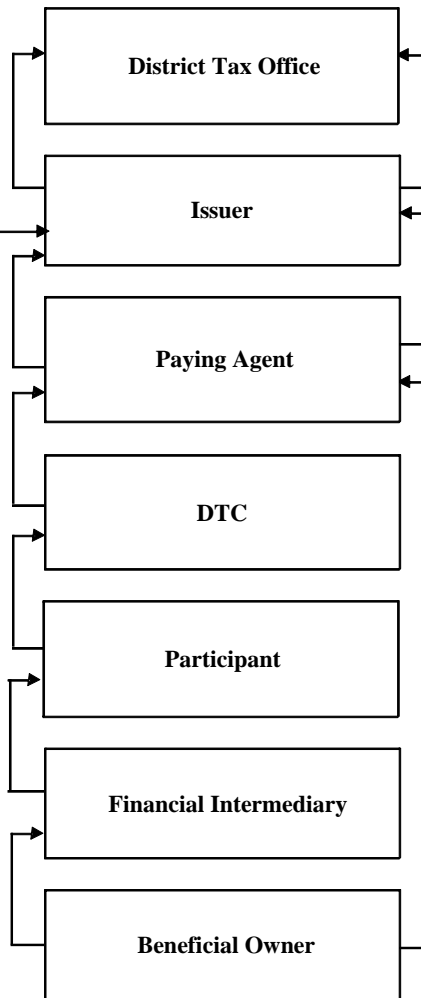 District Tax Office
Issuer
Paying Agent
DTC
Participant
Financial Intermediary
Beneficial Owner